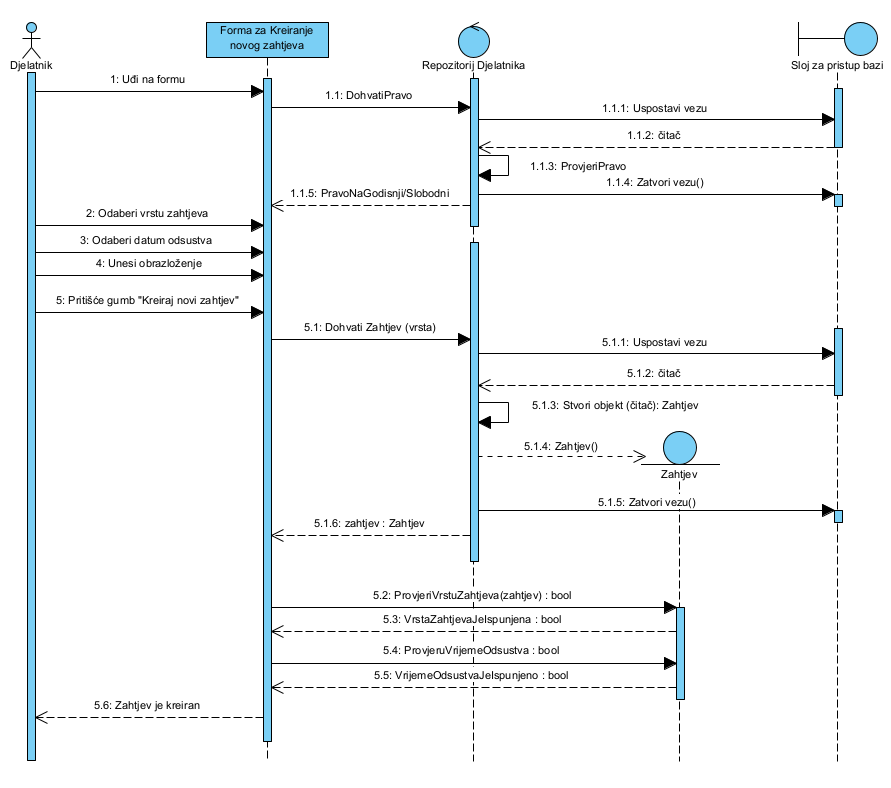 Djelatnik
Forma za Kreiranje
novog zahtjeva
Repozitorij Djelatnika
Sloj za pristup bazi
1: Uđi na formu
1.1: DohvatiPravo
1.1.1: Uspostavi vezu
1.1.2: čitač
1.1.3: ProvjeriPravo
1.1.4: Zatvori vezu()
1.1.5: PravoNaGodisnji/Slobodni
2: Odaberi vrstu zahtjeva
3: Odaberi datum odsustva
4: Unesi obrazloženje
5: Pritišće gumb "Kreiraj novi zahtjev"
5.1: Dohvati Zahtjev (vrsta)
5.1.1: Uspostavi vezu
5.1.2: čitač
5.1.3: Stvori objekt (čitač): Zahtjev
5.1.4: Zahtjev()
Zahtjev
5.1.5: Zatvori vezu()
5.1.6: zahtjev : Zahtjev
5.2: ProvjeriVrstuZahtjeva(zahtjev) : bool
5.3: VrstaZahtjevaJeIspunjena : bool
5.4: ProvjeruVrijemeOdsustva : bool
5.5: VrijemeOdsustvaJeIspunjeno : bool
5.6: Zahtjev je kreiran